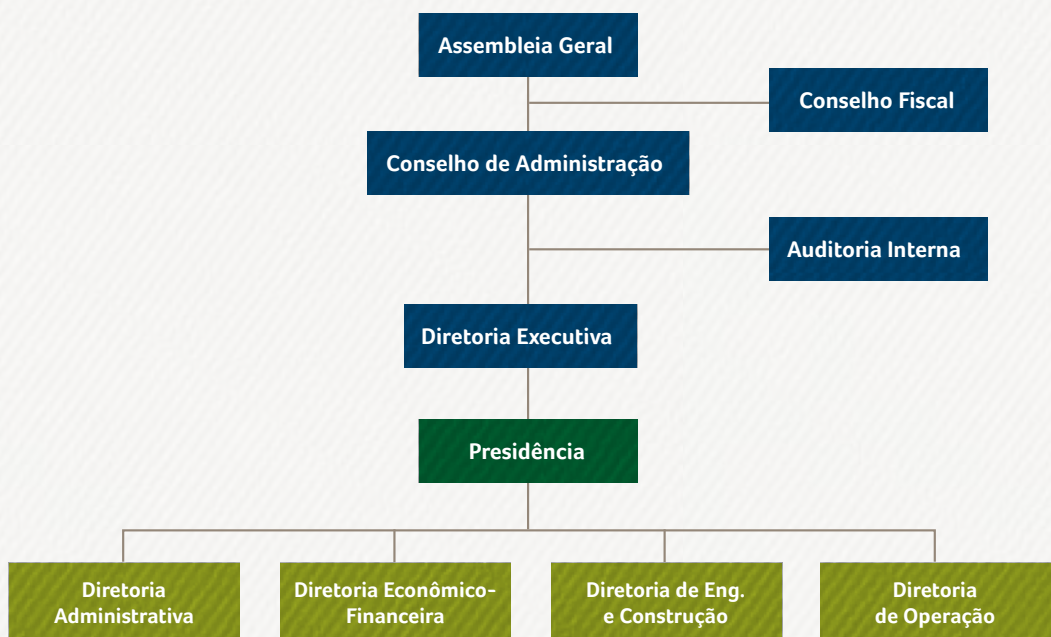 Assembleia Geral
Conselho Fiscal
Conselho de Administração
Auditoria Interna
Diretoria Executiva
Presidência
Diretoria
Administrativa
Diretoria Econômico-
Financeira
Diretoria de Eng.
e Construção
Diretoria
de Operação